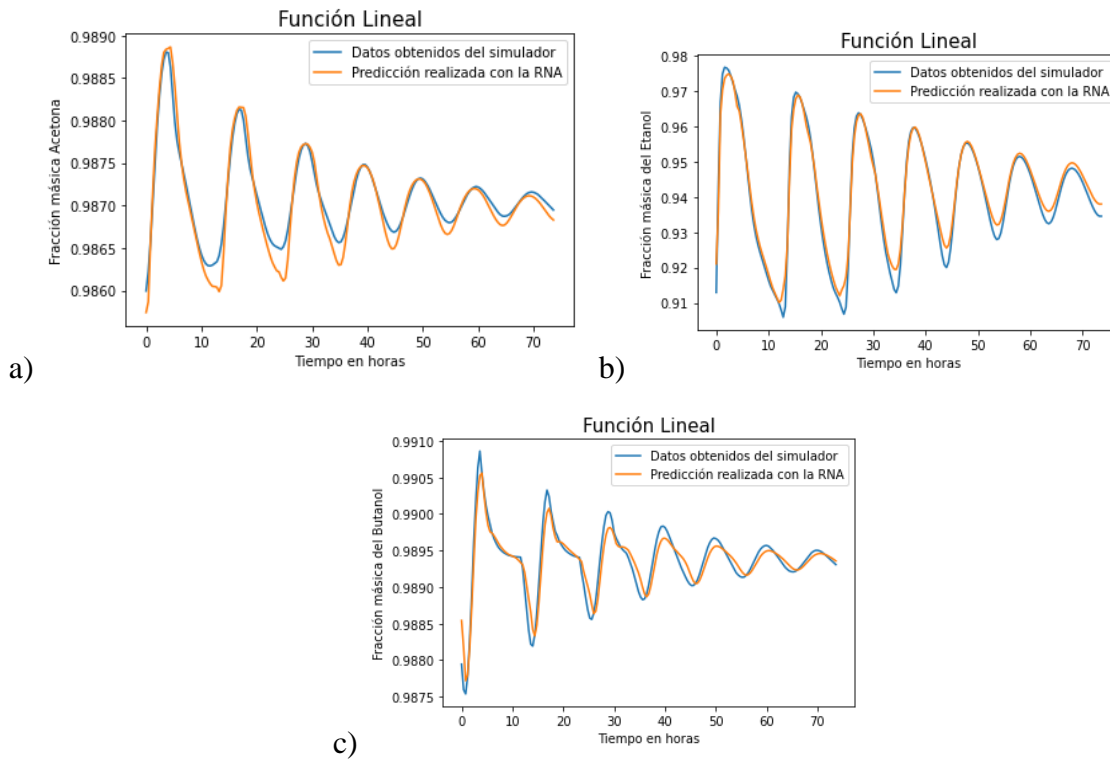 Función Lineal
Datos obtenidos del simulador
Predicción realizada con la RNA
Fracción másica Acetona
0.9890
0.9885
0.9880
0.9875
0.9870
0.9865
0.9860
0 10 20 30 40 50 60 70
Tiempo en horas
a)
Función Lineal
Datos obtenidos del simulador
Predicción realizada con la RNA
Fracción másica del Etanol
0.98
0.97
0.96
0.95
0.94
0.93
0.92
0.91
0 10 20 30 40 50 60 70
Tiempo en horas
b)
Función Lineal
Datos obtenidos del simulador
Predicción realizada con la RNA
Fracción másica del Butanol
0.9910
0.9905
0.9900
0.9895
0.9890
0.9885
0.9880
0.9875
0 10 20 30 40 50 60 70
Tiempo en horas
c)